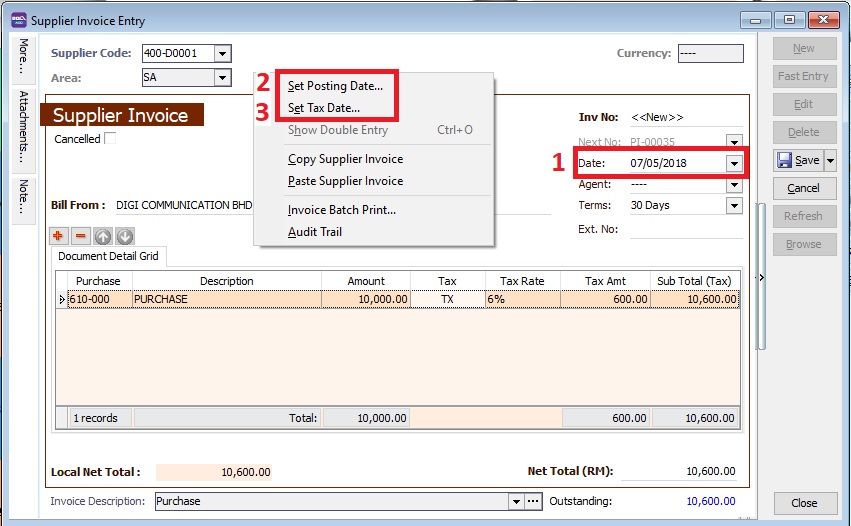 Supplier Invoice Entry
More...
Attachments...
Note...
Supplier Code: 400-D0001
Currency: ----
Area: SA
Supplier Invoice
Cancelled
2 Set Posting Date...
3 Set Tax Date...
Show Double Entry Ctrl+O
Copy Supplier Invoice
Paste Supplier Invoice
Invoice Batch Print...
Audit Trail
Inv No: <<New>>
Next No: PI-00035
1 Date: 07/05/2018
Agent: ----
Terms: 30 Days
Ext. No:
Bill From : DIGI COMMUNICATION BHD
Document Detail Grid
Purchase Description Amount Tax Tax Rate Tax Amt Sub Total (Tax)
610-000 PURCHASE 10,000.00 TX 6% 600.00 10,600.00
1 records Total: 10,000.00 600.00 10,600.00
Local Net Total : 10,600.00
Net Total (RM): 10,600.00
Invoice Description: Purchase
Outstanding: 10,600.00
New
Fast Entry
Edit
Delete
Save
Cancel
Refresh
Browse
Close